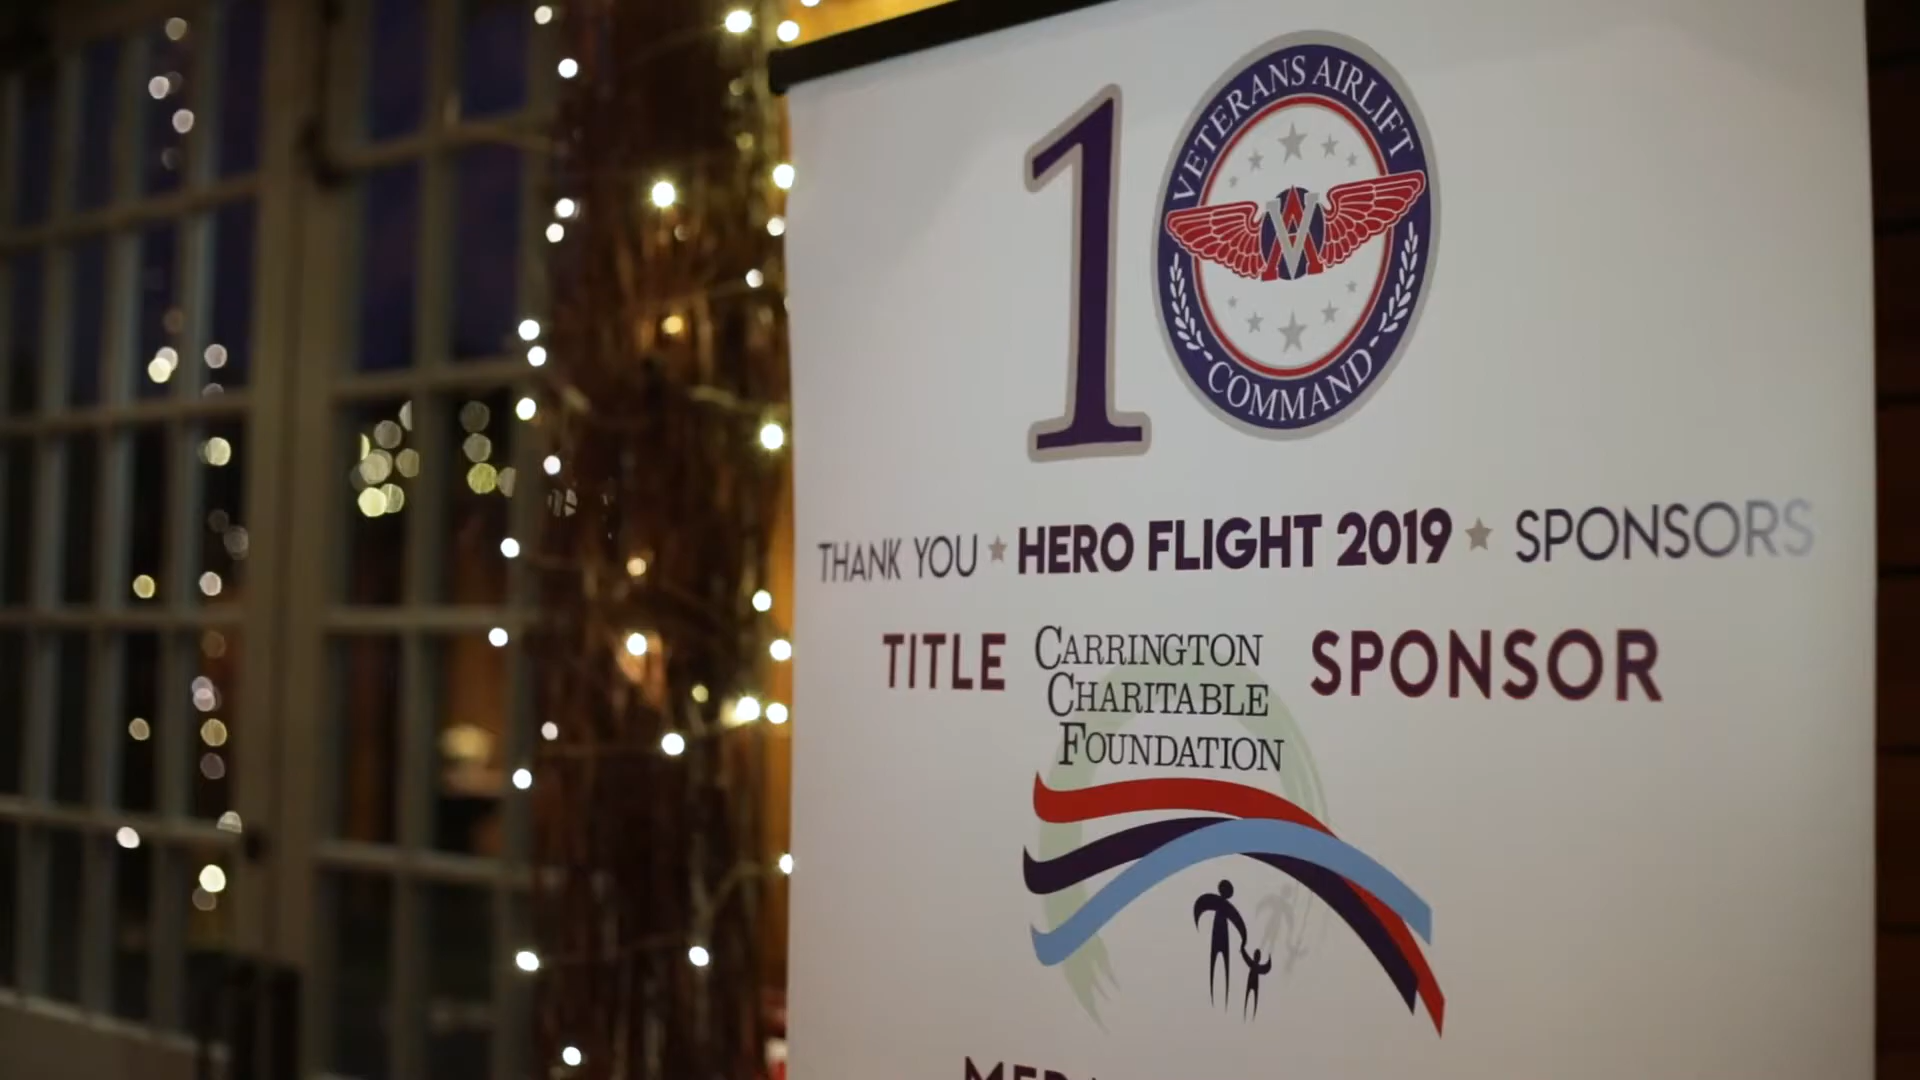 10
VETERANS AIRLIFT
COMMAND
THANK YOU ★ HERO FLIGHT 2019 ★ SPONSORS
TITLE CARRINGTON CHARITABLE FOUNDATION SPONSOR